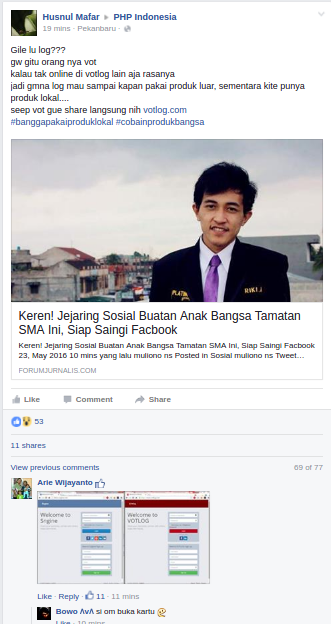 Husnul Mafar ▸ PHP Indonesia
19 mins · Pekanbaru ·
Gile lu log???
gw gitu orang nya vot
kalau tak online di votlog lain aja rasanya
jadi gmna log mau sampai kapan pakai produk luar, sementara kite punya
produk lokal....
seep vot gue share langsung nih votlog.com
#banggapakaiproduklokal #cobainprodukbangsa
PLATIN
RIKI.I
Keren! Jejaring Sosial Buatan Anak Bangsa Tamatan
SMA Ini, Siap Saingi Facbook
Keren! Jejaring Sosial Buatan Anak Bangsa Tamatan SMA Ini, Siap Saingi Facbook
23, May 2016 10 mins yang lalu muliono ns Posted in Sosial muliono ns Tweet...
FORUMJURNALIS.COM
Like Comment Share
53
11 shares
View previous comments 69 of 77
Arie Wijayanto
Welcome to
Sngine
Welcome to
VOTLOG
Like · Reply · 11 · 11 mins
Bowo ΛvΛ si om buka kartu
Like · 10 mins